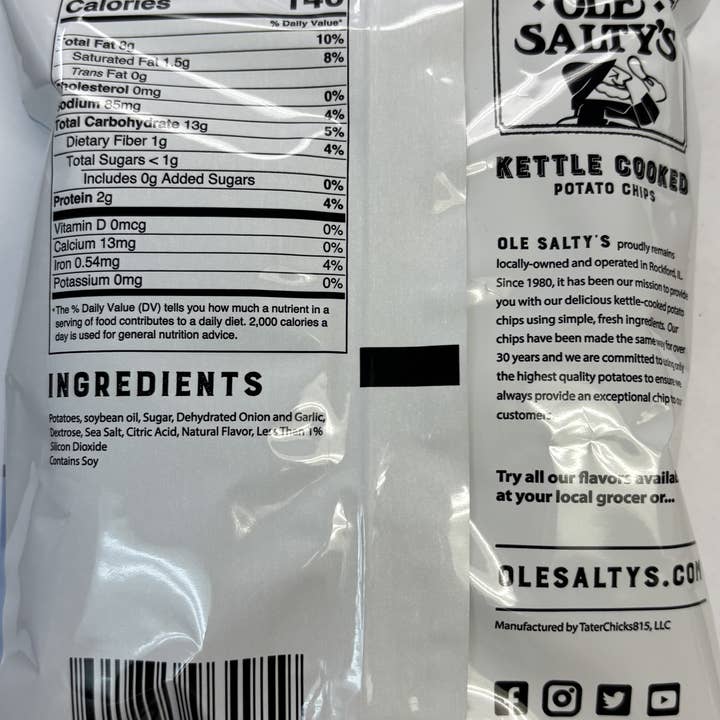 Calories 140
% Daily Value*
Total Fat 8g 10%
Saturated Fat 1.5g 8%
Trans Fat 0g
Cholesterol 0mg 0%
Sodium 85mg 4%
Total Carbohydrate 13g 5%
Dietary Fiber 1g 4%
Total Sugars < 1g
Includes 0g Added Sugars 0%
Protein 2g 4%
Vitamin D 0mcg 0%
Calcium 13mg 0%
Iron 0.54mg 4%
Potassium 0mg 0%
*The % Daily Value (DV) tells you how much a nutrient in a
serving of food contributes to a daily diet. 2,000 calories a
day is used for general nutrition advice.
INGREDIENTS
Potatoes, soybean oil, Sugar, Dehydrated Onion and Garlic,
Dextrose, Sea Salt, Citric Acid, Natural Flavor, Less Then 1%
Silicon Dioxide
Contains Soy
OLE
SALTY'S
KETTLE COOKED
POTATO CHIPS
OLE SALTY'S proudly remains
locally-owned and operated in Rockford, IL.
Since 1980, it has been our mission to provide
you with our delicious kettle-cooked potato
chips using simple, fresh ingredients. Our
chips have been made the same way for over
30 years and we are committed to using only
the highest quality potatoes to ensure we
always provide an exceptional chip to our
customers.
Try all our flavors availab
at your local grocer or...
OLESALTYS.COM
Manufactured by TaterChicks815, LLC